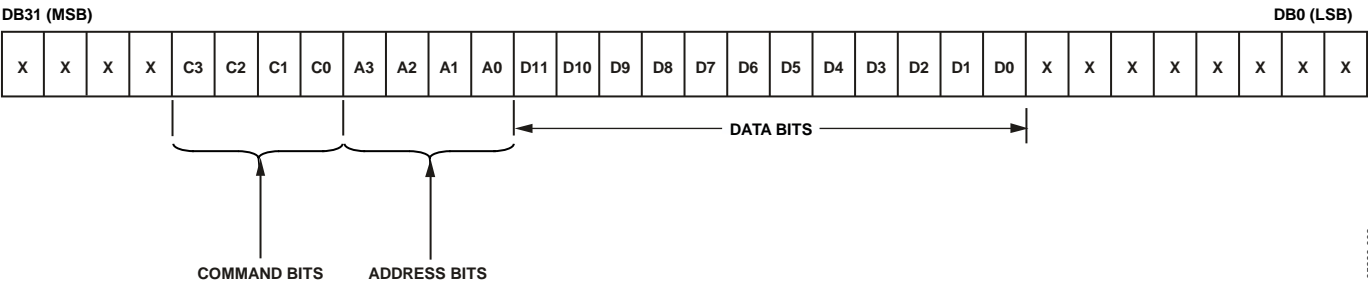 DB31 (MSB) DB0 (LSB)
X X X X C3 C2 C1 C0 A3 A2 A1 A0 D11 D10 D9 D8 D7 D6 D5 D4 D3 D2 D1 D0 X X X X X X X X
DATA BITS
COMMAND BITS ADDRESS BITS